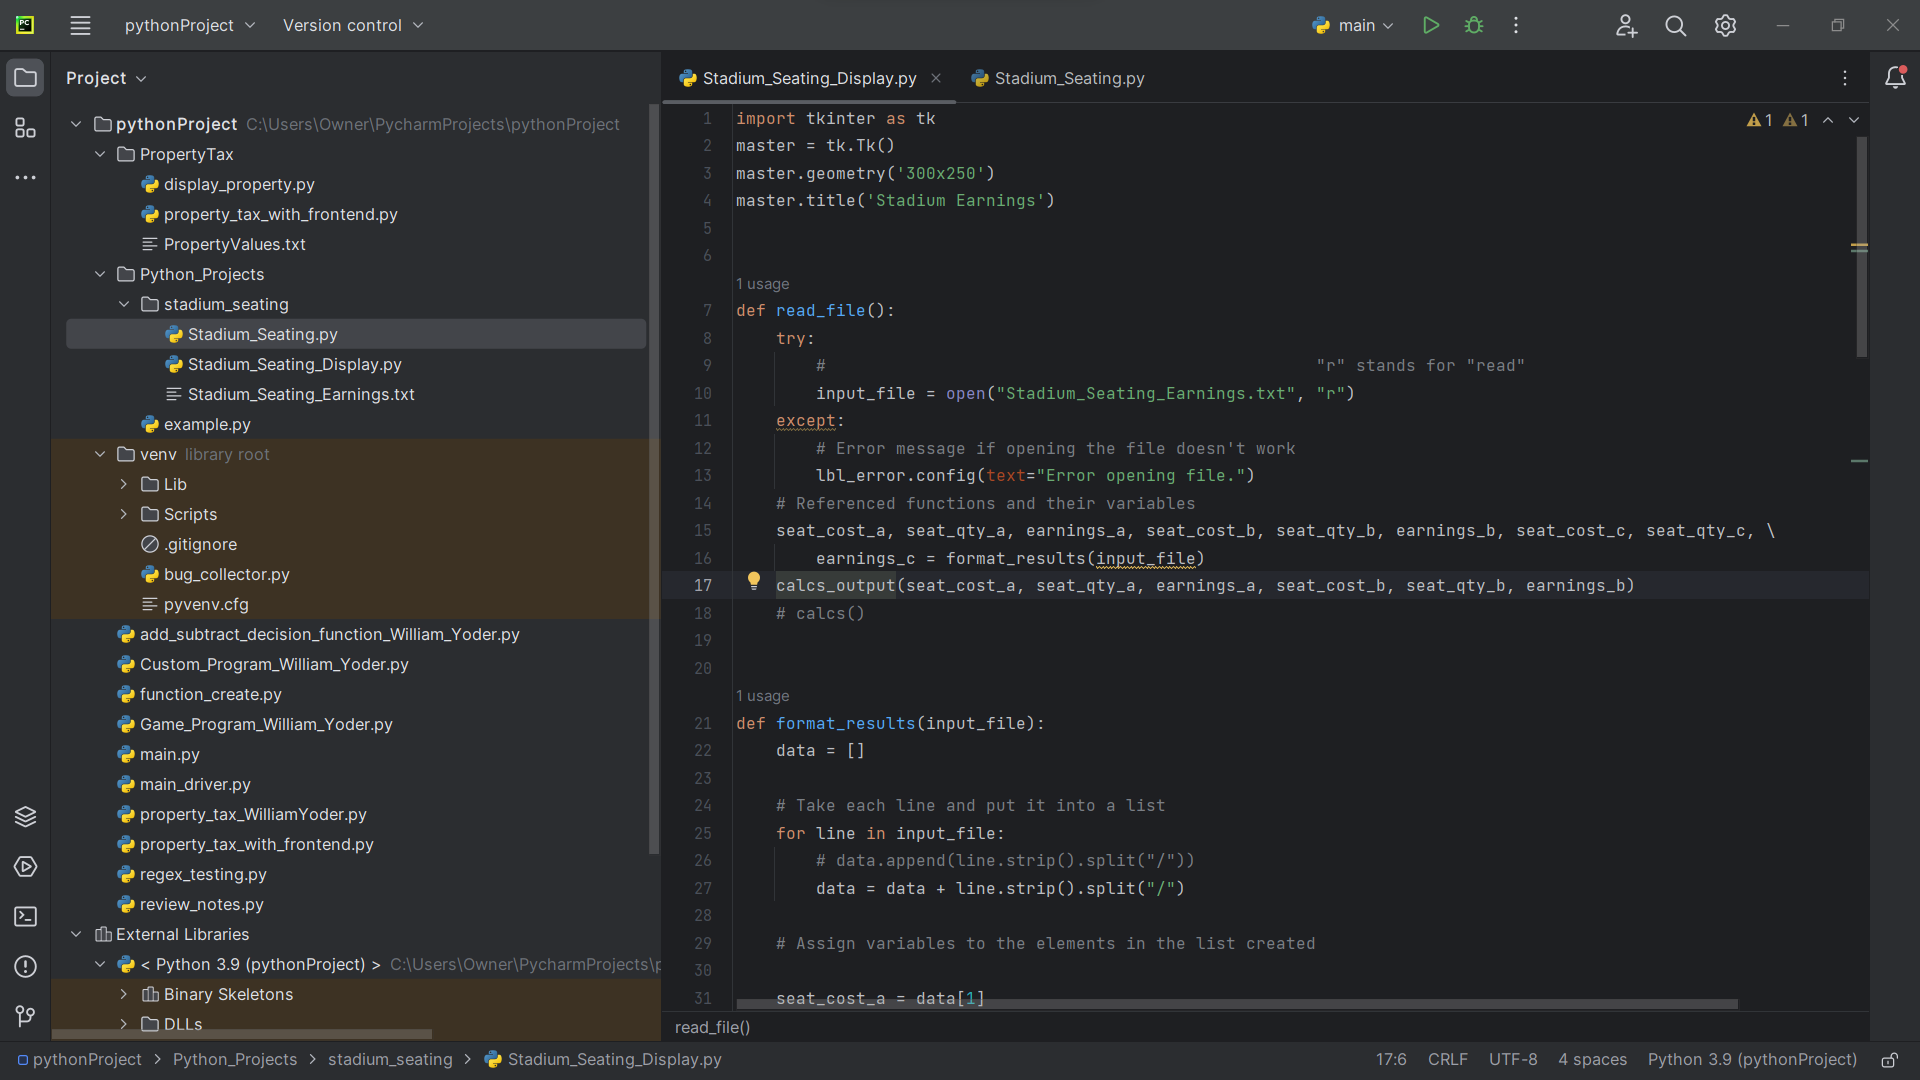 pythonProject
Version control
main
Project
Stadium_Seating_Display.py
Stadium_Seating.py
pythonProject C:\Users\Owner\PycharmProjects\pythonProject
PropertyTax
display_property.py
property_tax_with_frontend.py
PropertyValues.txt
Python_Projects
stadium_seating
Stadium_Seating.py
Stadium_Seating_Display.py
Stadium_Seating_Earnings.txt
example.py
venv library root
Lib
Scripts
.gitignore
bug_collector.py
pyvenv.cfg
add_subtract_decision_function_William_Yoder.py
Custom_Program_William_Yoder.py
function_create.py
Game_Program_William_Yoder.py
main.py
main_driver.py
property_tax_WilliamYoder.py
property_tax_with_frontend.py
regex_testing.py
review_notes.py
External Libraries
< Python 3.9 (pythonProject) > C:\Users\Owner\PycharmProjects\p
Binary Skeletons
DLLs
1 1
1 import tkinter as tk
2 master = tk.Tk()
3 master.geometry('300x250')
4 master.title('Stadium Earnings')
5
6
1 usage
7 def read_file():
8     try:
9         #                                                 "r" stands for "read"
10         input_file = open("Stadium_Seating_Earnings.txt", "r")
11     except:
12         # Error message if opening the file doesn't work
13         lbl_error.config(text="Error opening file.")
14     # Referenced functions and their variables
15     seat_cost_a, seat_qty_a, earnings_a, seat_cost_b, seat_qty_b, earnings_b, seat_cost_c, seat_qty_c, \
16         earnings_c = format_results(input_file)
17     calcs_output(seat_cost_a, seat_qty_a, earnings_a, seat_cost_b, seat_qty_b, earnings_b)
18     # calcs()
19
20
1 usage
21 def format_results(input_file):
22     data = []
23
24     # Take each line and put it into a list
25     for line in input_file:
26         # data.append(line.strip().split("/"))
27         data = data + line.strip().split("/")
28
29     # Assign variables to the elements in the list created
30
31     seat_cost_a = data[1]
read_file()
pythonProject > Python_Projects > stadium_seating > Stadium_Seating_Display.py
17:6 CRLF UTF-8 4 spaces Python 3.9 (pythonProject)